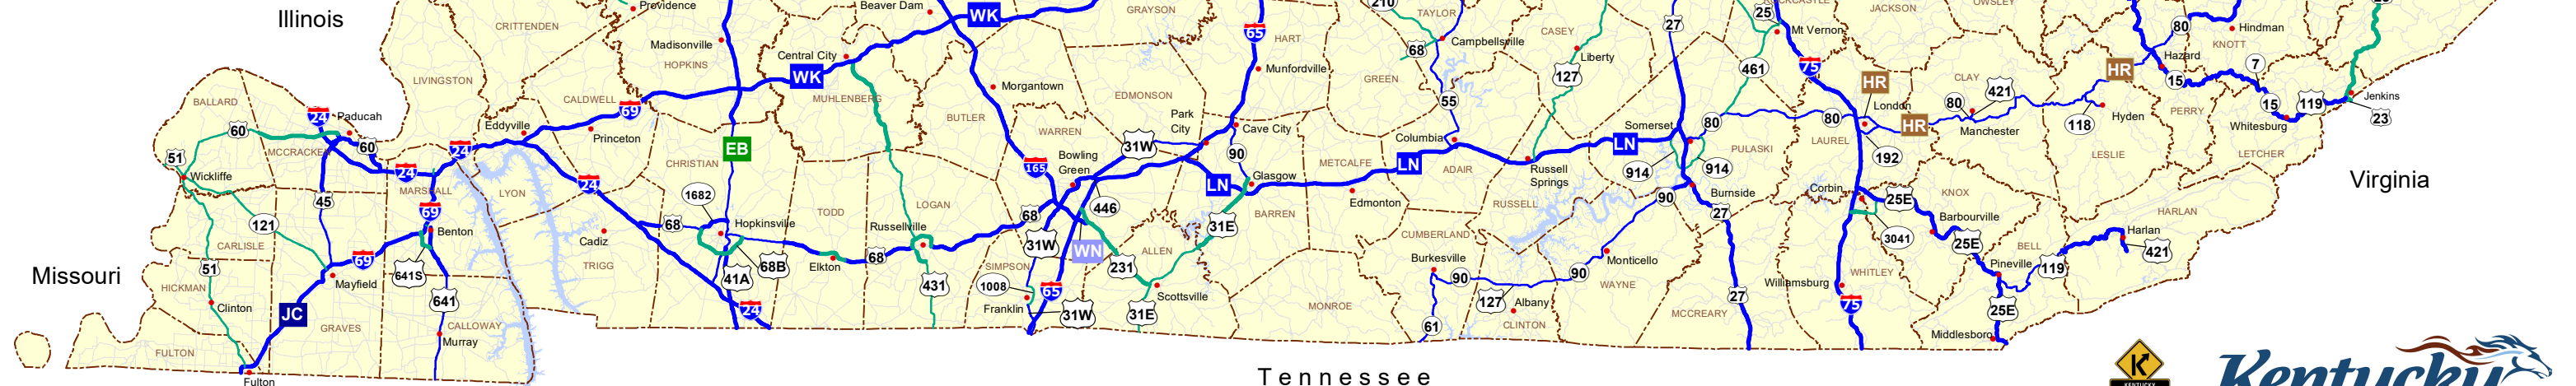 Illinois
Missouri
Tennessee
Virginia
Providence
Beaver Dam
GRAYSON
WK
CRITTENDEN
Madisonville
HOPKINS
Central City
WK
65
HART
Munfordville
210
TAYLOR
68
Campbellsville
CASEY
Liberty
127
27
25
Mt Vernon
JACKSON
OWSLEY
80
Hindman
KNOTT
Hazard
LIVINGSTON
CALDWELL
69
MUHLENBERG
Morgantown
EDMONSON
GREEN
55
461
75
HR
CLAY
421
HR
15
7
BALLARD
24
Paducah
60
Eddyville
Princeton
BUTLER
WARREN
Park
City
Cave City
Columbia
Somerset
80
80
London
HR
80
Manchester
118
Hyden
PERRY
15
119
Jenkins
23
Whitesburg
51
MCCRACKEN
60
24
24
EB
CHRISTIAN
31W
90
METCALFE
LN
ADAIR
LN
914
914
PULASKI
LAUREL
192
LESLIE
LETCHER
Wickliffe
MARSHALL
LYON
24
165
Bowling
Green
LN
Glasgow
Russell
Springs
Burnside
Corbin
25E
KNOX
45
69
1682
TODD
LOGAN
446
BARREN
Edmonton
RUSSELL
90
27
Barbourville
HARLAN
121
CARLISLE
Benton
Cadiz
68
Hopkinsville
Russellville
68
31W
WN
31E
ALLEN
CUMBERLAND
3041
25E
BELL
Harlan
421
51
69
641S
TRIGG
41A
68B
Elkton
68
SIMPSON
231
Burkesville
90
90
Monticello
WHITLEY
Pineville
119
HICKMAN
Mayfield
431
1008
65
Scottsville
127
Albany
WAYNE
Williamsburg
Clinton
JC
641
24
Franklin
31W
31E
MONROE
61
CLINTON
27
MCCREARY
75
25E
GRAVES
CALLOWAY
Murray
Middlesboro
FULTON
Fulton
K
KENTUCKY
Kentucky